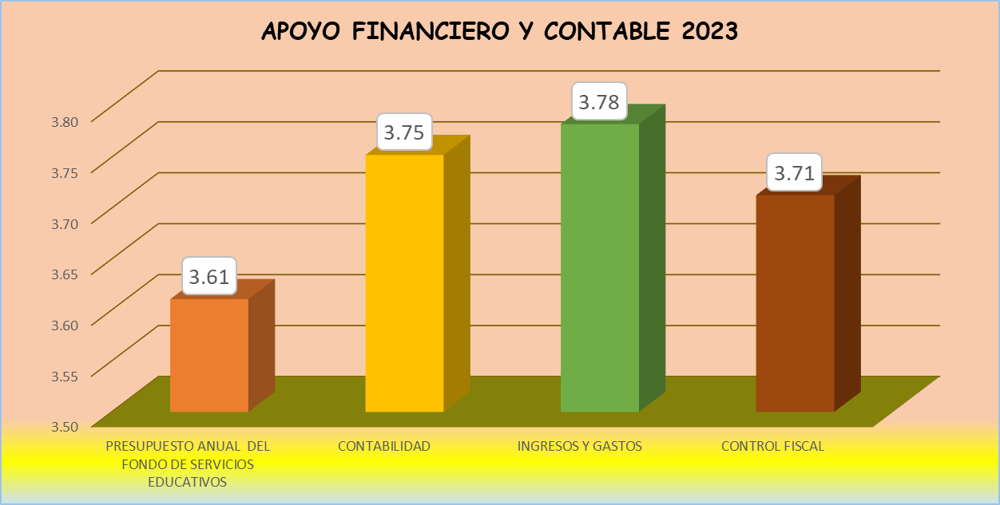 APOYO FINANCIERO Y CONTABLE 2023
3.80
3.75
3.70
3.65
3.60
3.55
3.50
3.61
3.75
3.78
3.71
PRESUPUESTO ANUAL DEL
FONDO DE SERVICIOS
EDUCATIVOS
CONTABILIDAD
INGRESOS Y GASTOS
CONTROL FISCAL